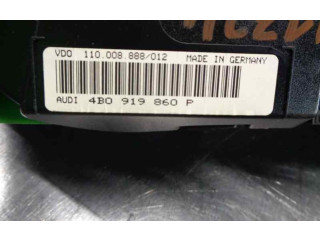 VDO 110.008.888/012 MADE IN GERMANY
AUDI 4B0 919 860 P